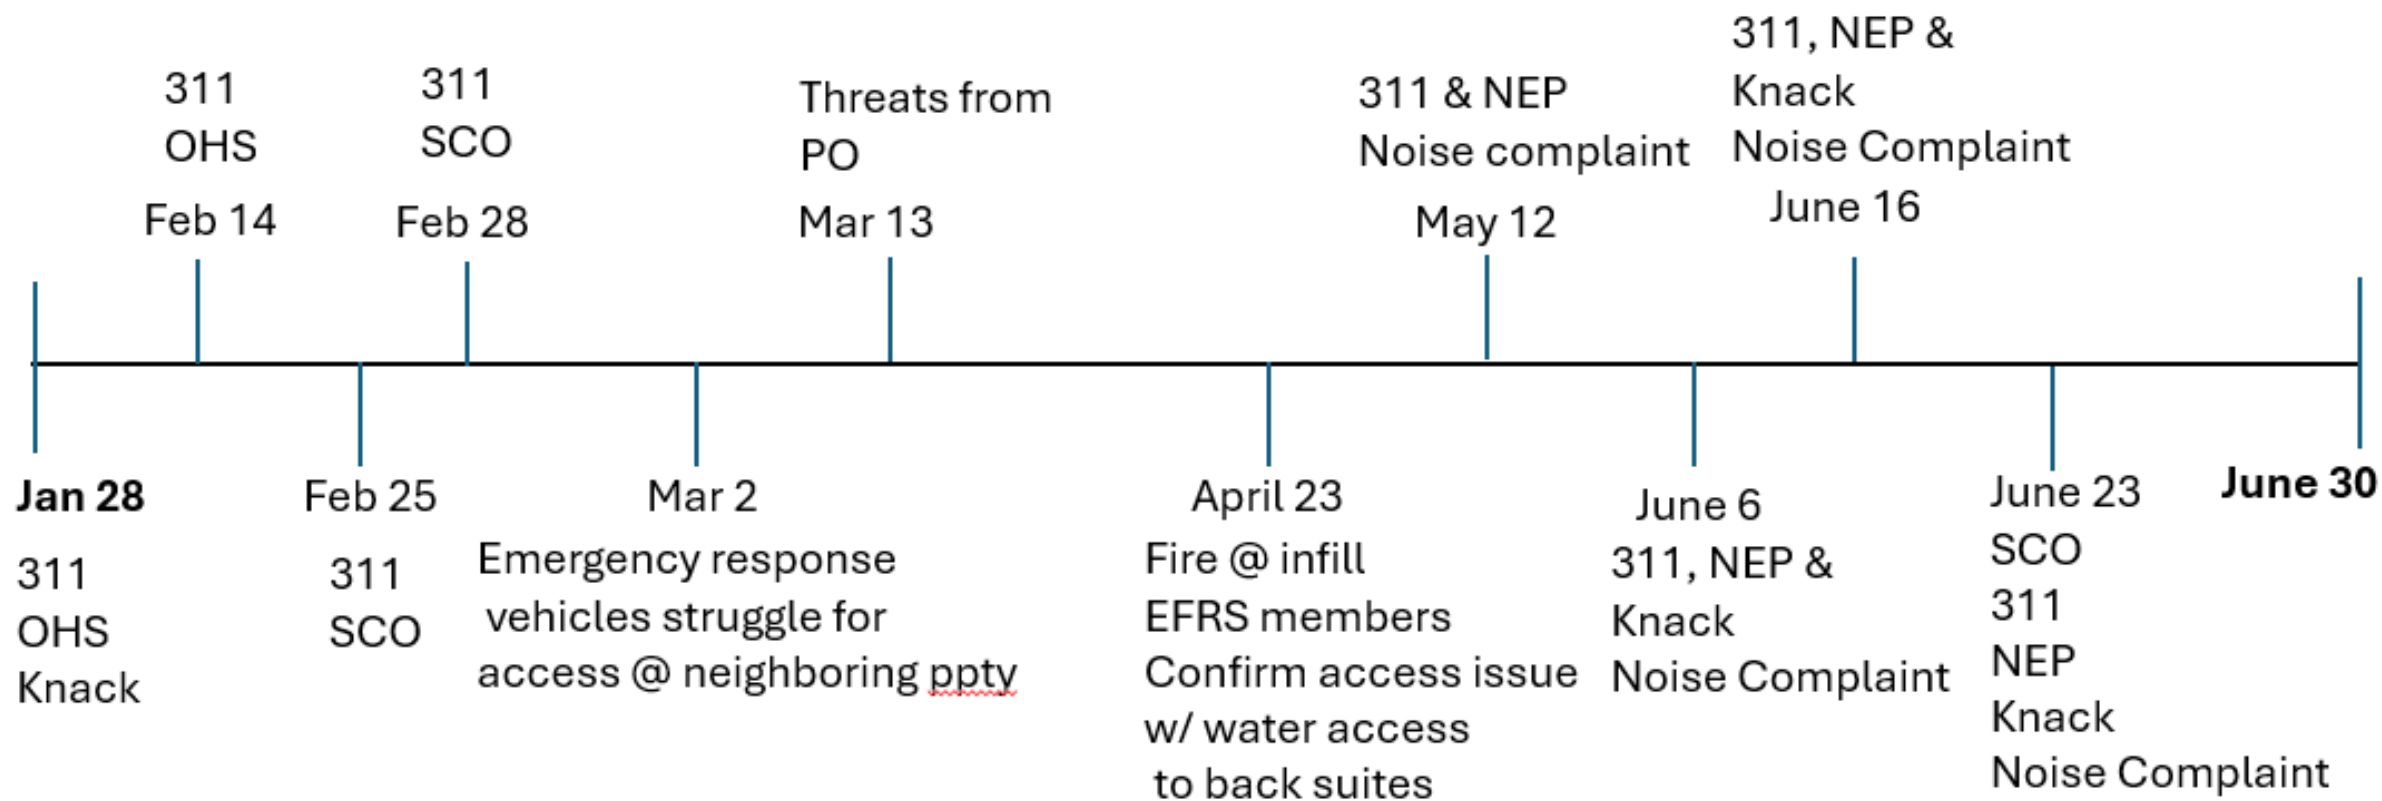 311
OHS
Feb 14
311
SCO
Feb 28
Threats from
PO
Mar 13
311 & NEP
Noise complaint
May 12
311, NEP &
Knack
Noise Complaint
June 16
Jan 28
311
OHS
Knack
Feb 25
311
SCO
Mar 2
Emergency response
vehicles struggle for
access @ neighboring ppty
April 23
Fire @ infill
EFRS members
Confirm access issue
w/ water access
to back suites
June 6
311, NEP &
Knack
Noise Complaint
June 23
SCO
311
NEP
Knack
Noise Complaint
June 30